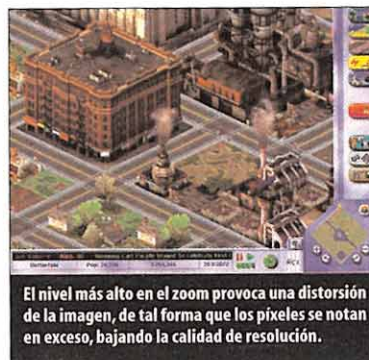 El nivel más alto en el zoom provoca una distorsión
de la imagen, de tal forma que los píxeles se notan
en exceso, bajando la calidad de resolución.